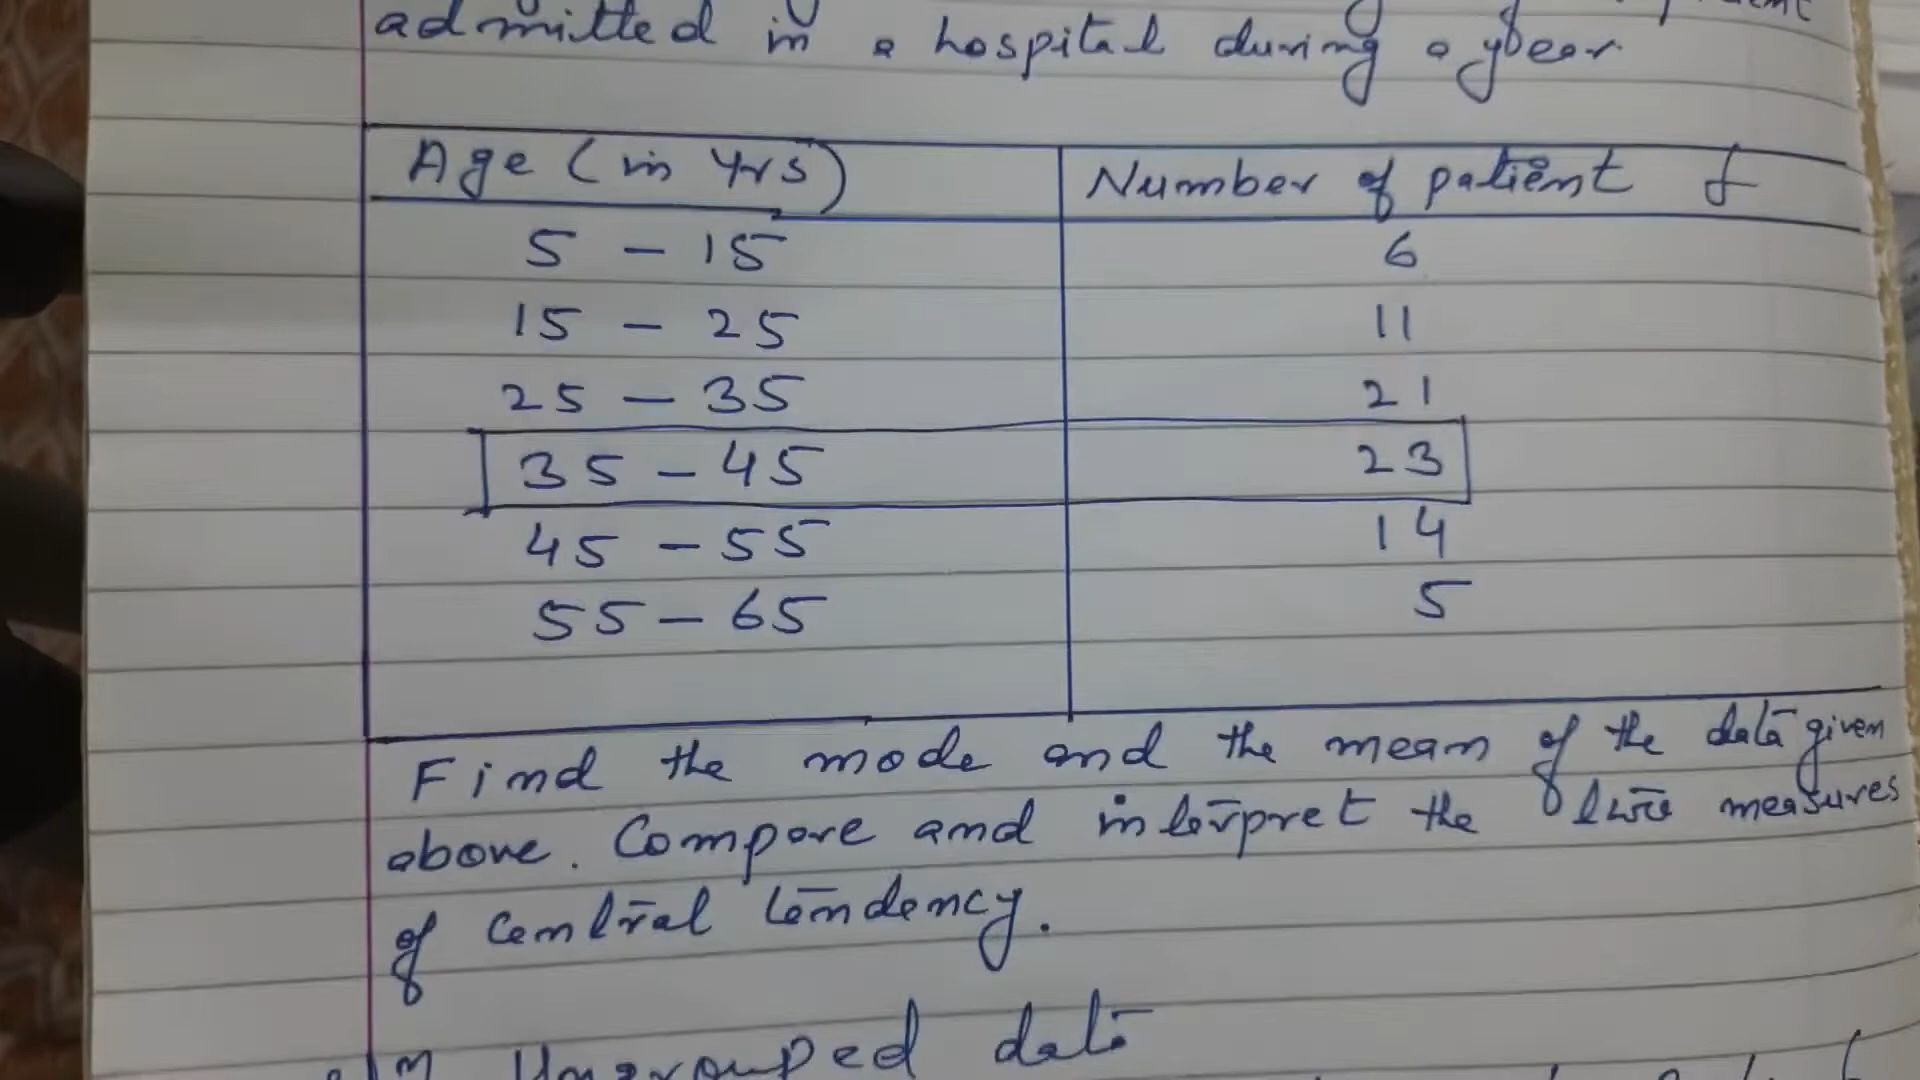 admitted in a hospital during a year.
Age (in Yrs) Number of patient f
5 - 15 6
15 - 25 11
25 - 35 21
35 - 45 23
45 - 55 14
55 - 65 5
Find the mode and the mean of the data given
above. Compare and interpret the two measures
of central tendency.
Ungrouped data